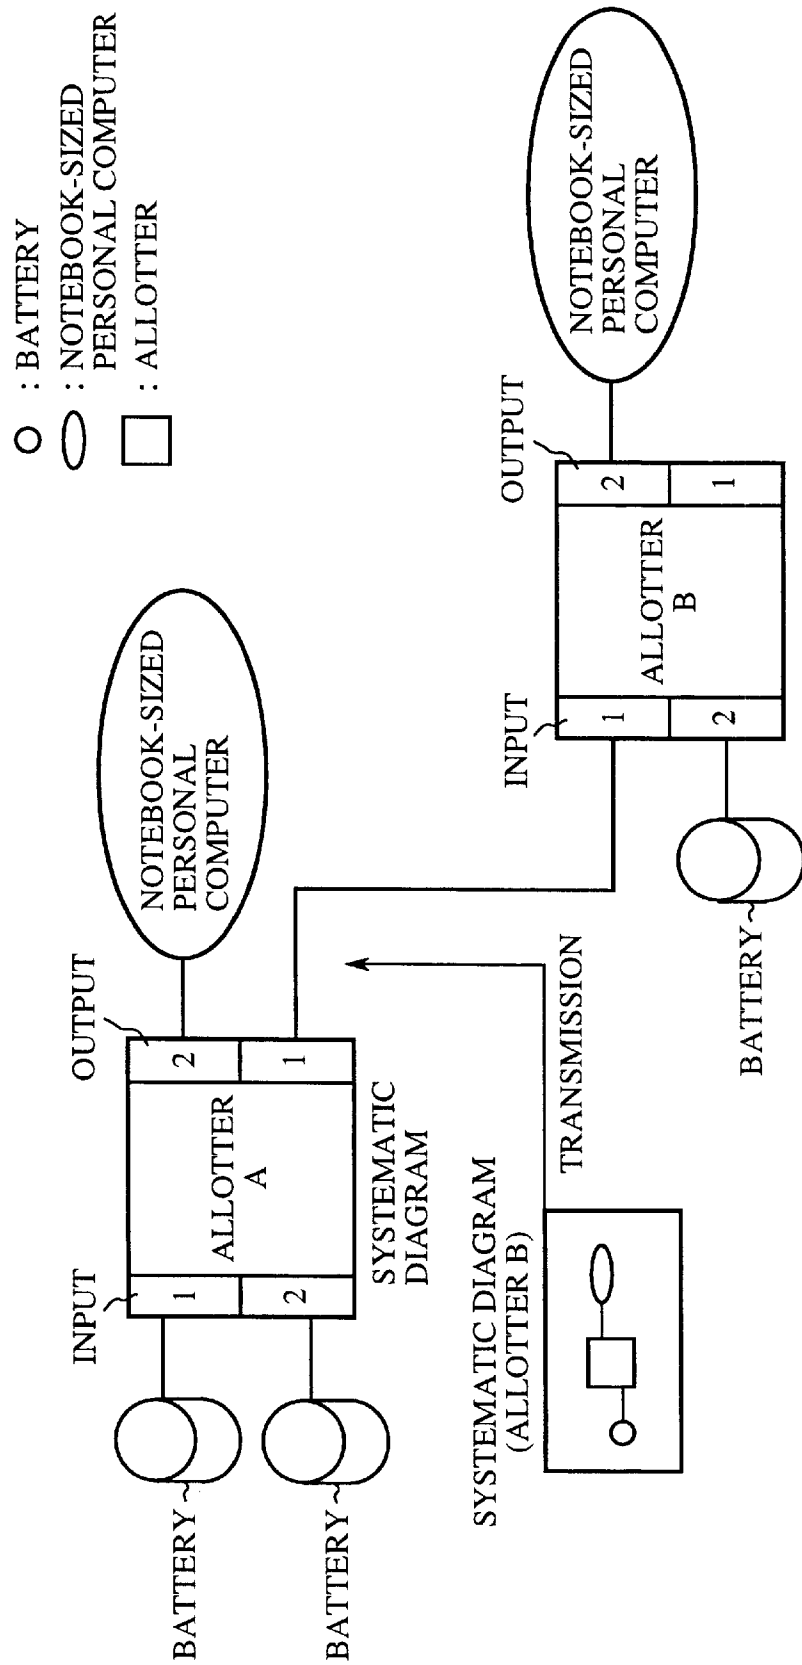 : BATTERY
: NOTEBOOK-SIZED
PERSONAL COMPUTER
: ALLOTTER
NOTEBOOK-SIZED
PERSONAL
COMPUTER
OUTPUT
2
1
ALLOTTER
A
INPUT
1
2
BATTERY
BATTERY
SYSTEMATIC
DIAGRAM
NOTEBOOK-SIZED
PERSONAL
COMPUTER
OUTPUT
2
1
ALLOTTER
B
INPUT
1
2
BATTERY
TRANSMISSION
SYSTEMATIC DIAGRAM
(ALLOTTER B)